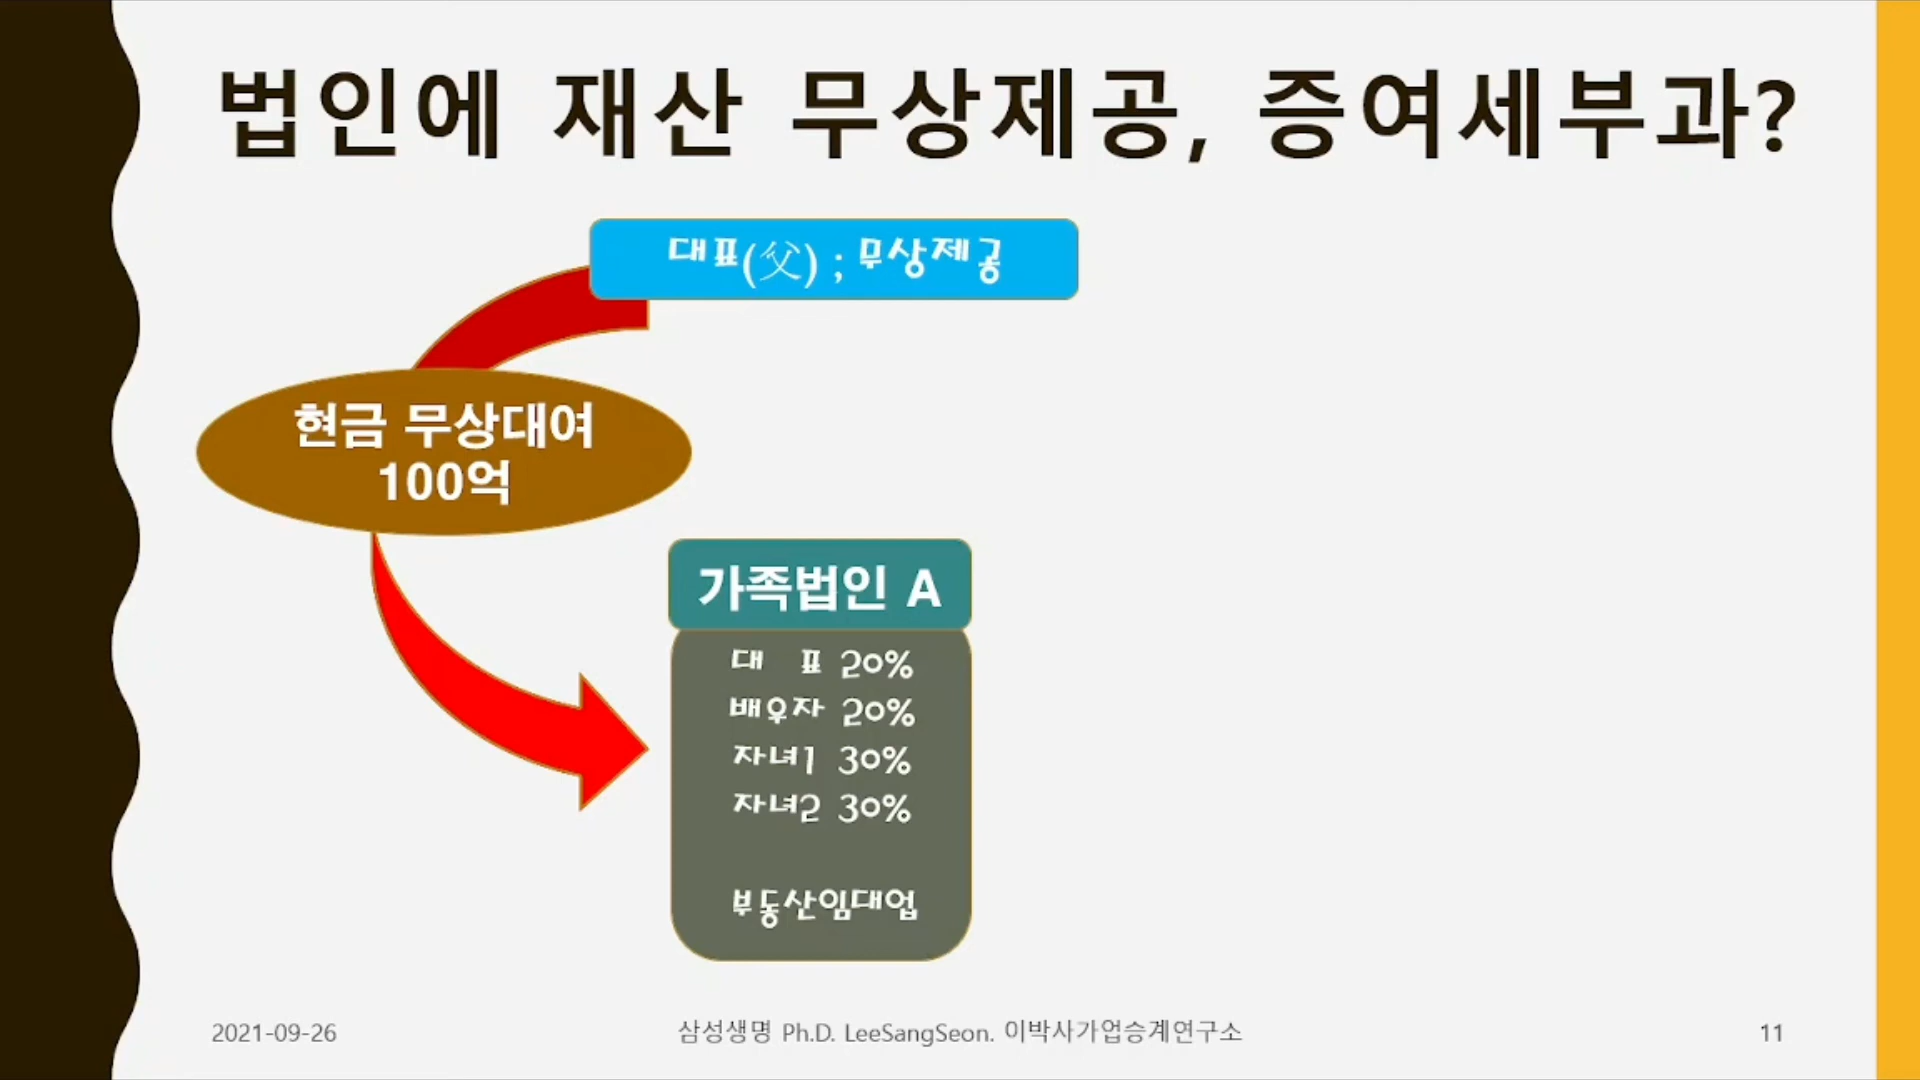 법인에 재산 무상제공, 증여세부과?
대표(父) ; 무상제공
현금 무상대여
100억
가족법인 A
대 표 20%
배우자 20%
자녀1 30%
자녀2 30%
부동산임대업
2021-09-26
삼성생명 Ph.D. LeeSangSeon. 이박사가업승계연구소
11